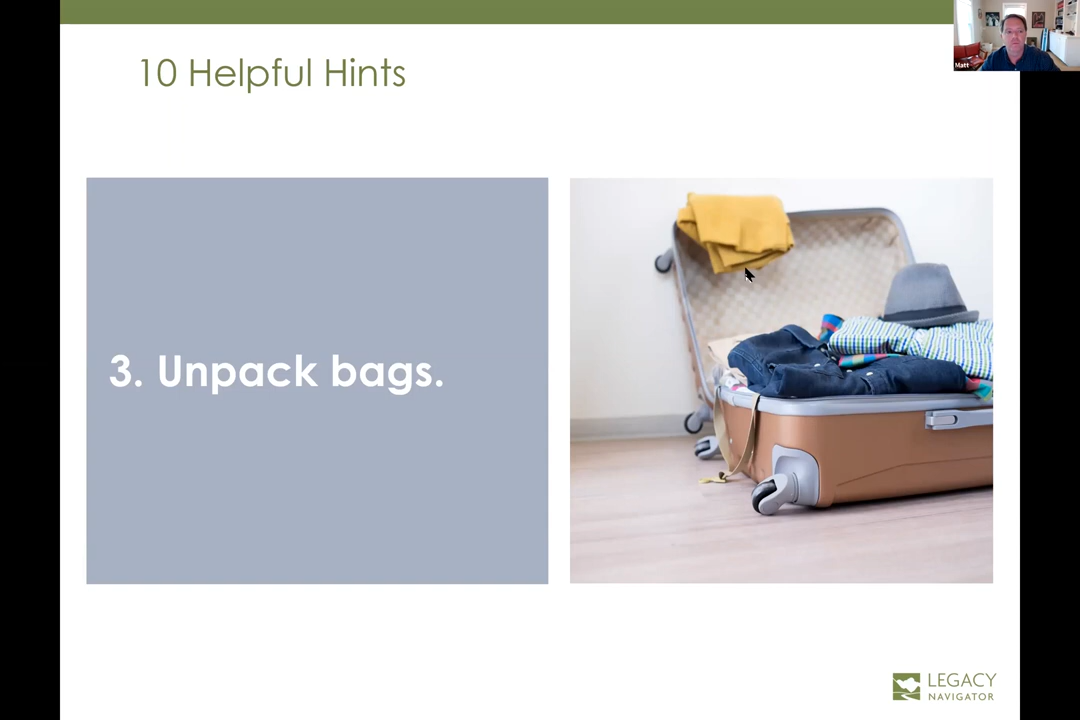 10 Helpful Hints
Matt
3. Unpack bags.
LEGACY
NAVIGATOR